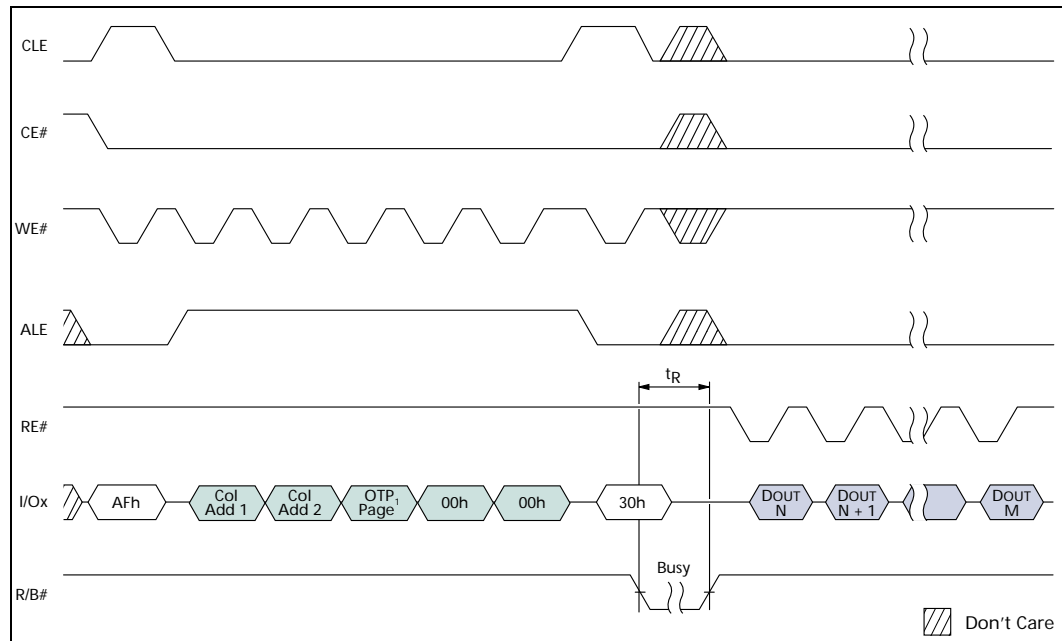 CLE
CE#
WE#
ALE
tR
RE#
I/Ox
AFh
Col
Add 1
Col
Add 2
OTP
Page1
00h
00h
30h
DOUT
N
DOUT
N + 1
DOUT
M
Busy
R/B#
Don't Care